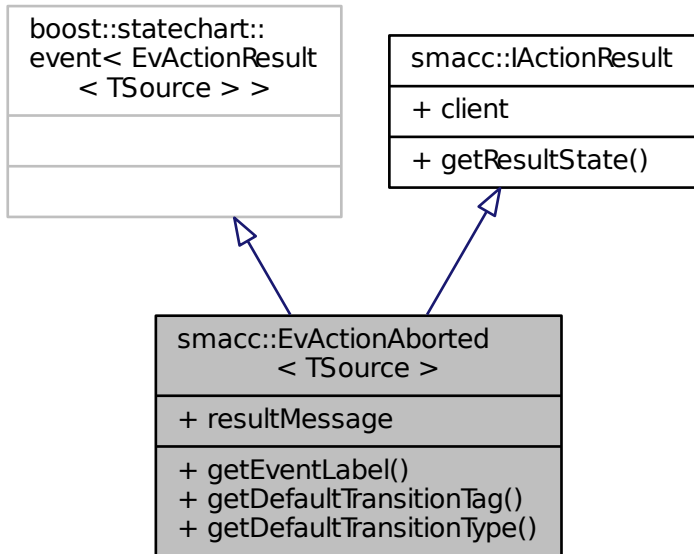 boost::statechart::
event< EvActionResult
< TSource > >
smacc::IActionResult
+ client
+ getResultState()
smacc::EvActionAborted
< TSource >
+ resultMessage
+ getEventLabel()
+ getDefaultTransitionTag()
+ getDefaultTransitionType()